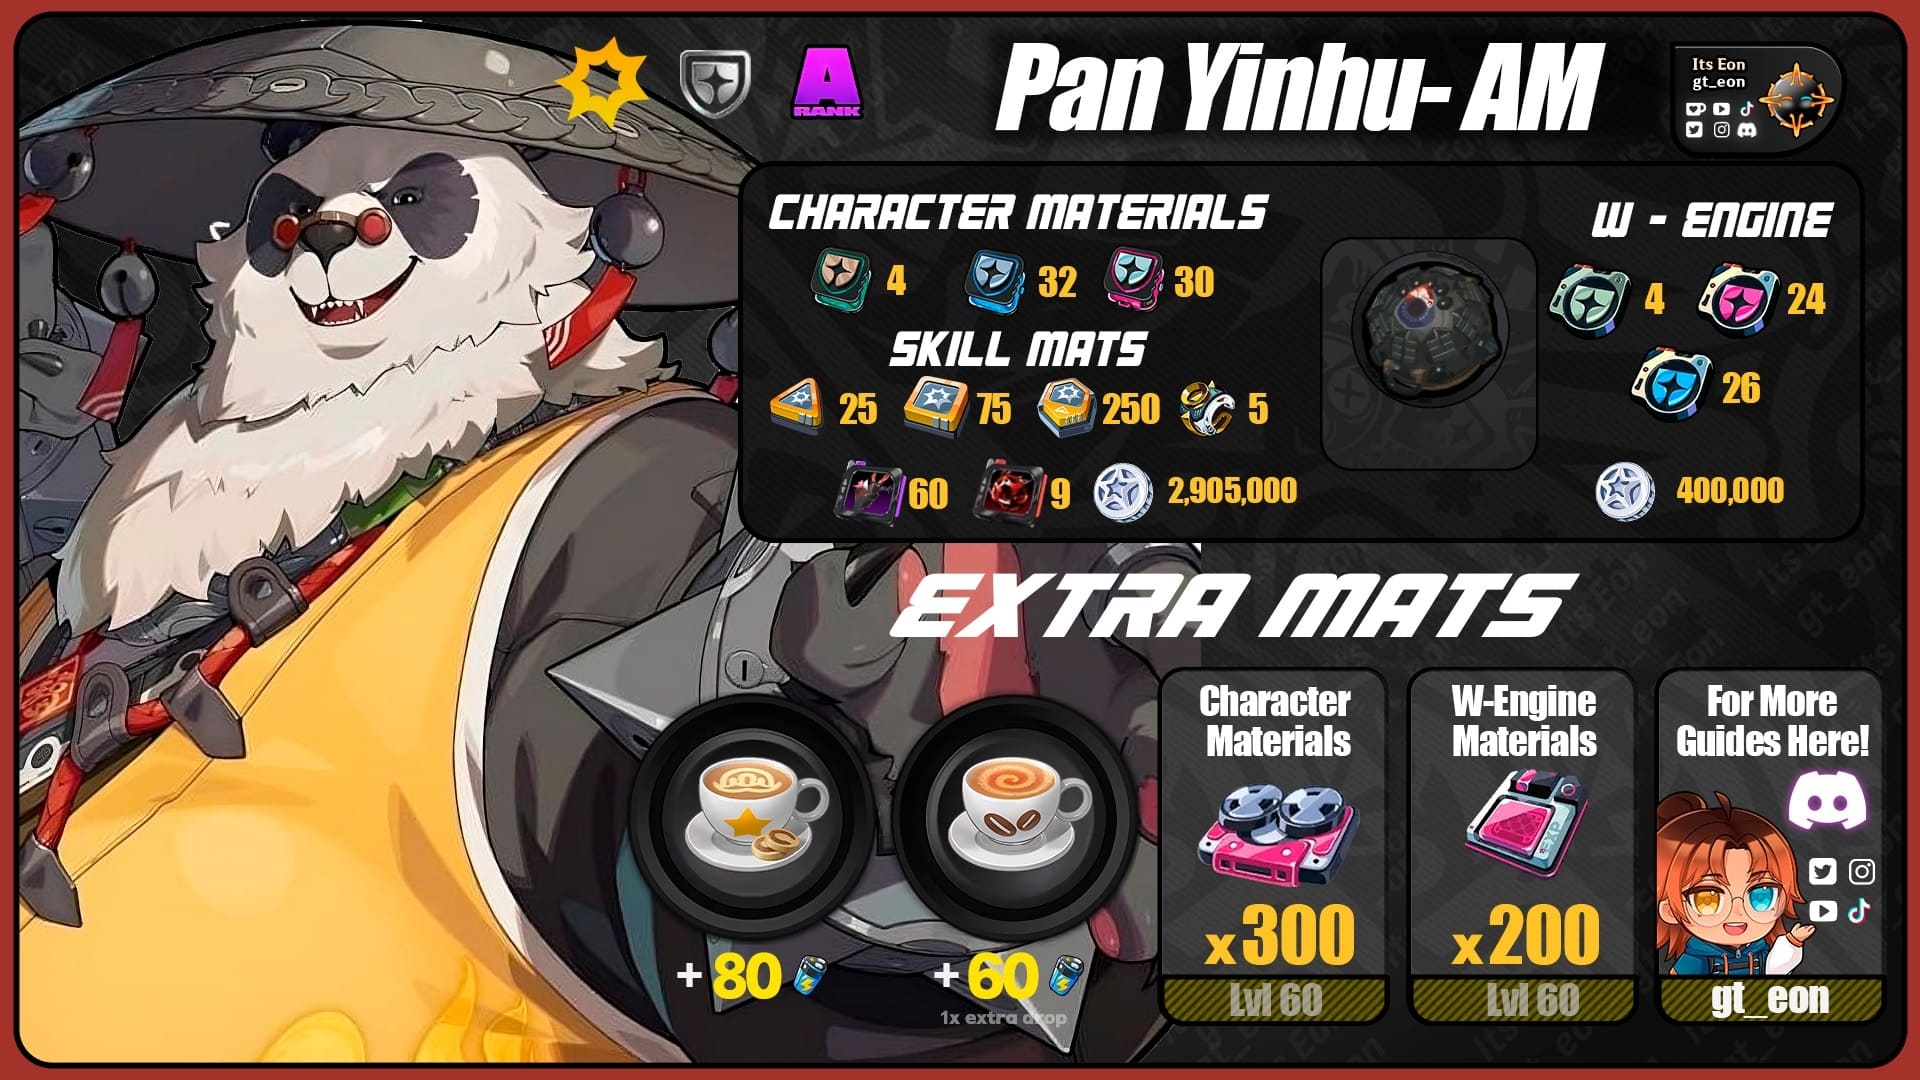 A
RANK
Pan Yinhu- AM
Its Eon
gt_eon
CHARACTER MATERIALS
4
32
30
SKILL MATS
25
75
250
5
60
9
2,905,000
W - ENGINE
4
24
26
400,000
EXTRA MATS
+ 80
+ 60
1x extra drop
Character
Materials
x300
Lvl 60
W-Engine
Materials
x200
Lvl 60
For More
Guides Here!
gt_eon